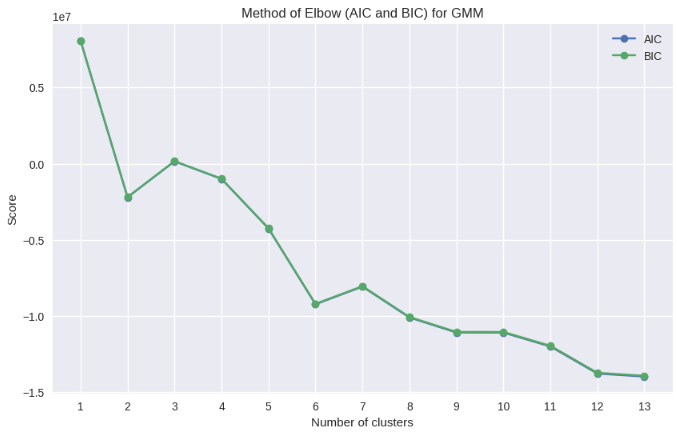 Method of Elbow (AIC and BIC) for GMM
1e7
AIC
BIC
0.5
0.0
−0.5
−1.0
−1.5
Score
1 2 3 4 5 6 7 8 9 10 11 12 13
Number of clusters